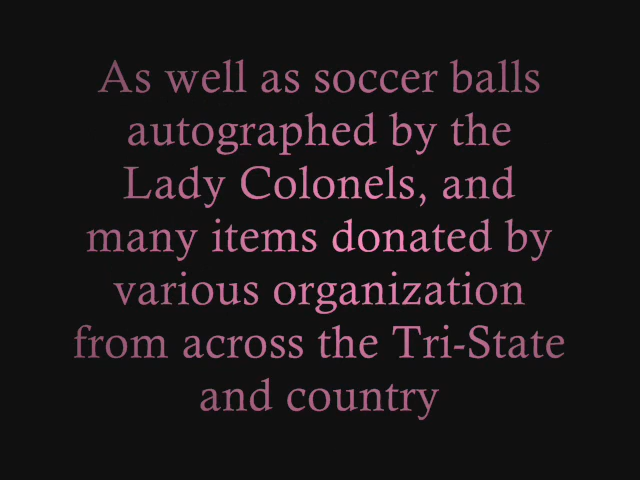 As well as soccer balls
autographed by the
Lady Colonels, and
many items donated by
various organization
from across the Tri-State
and country